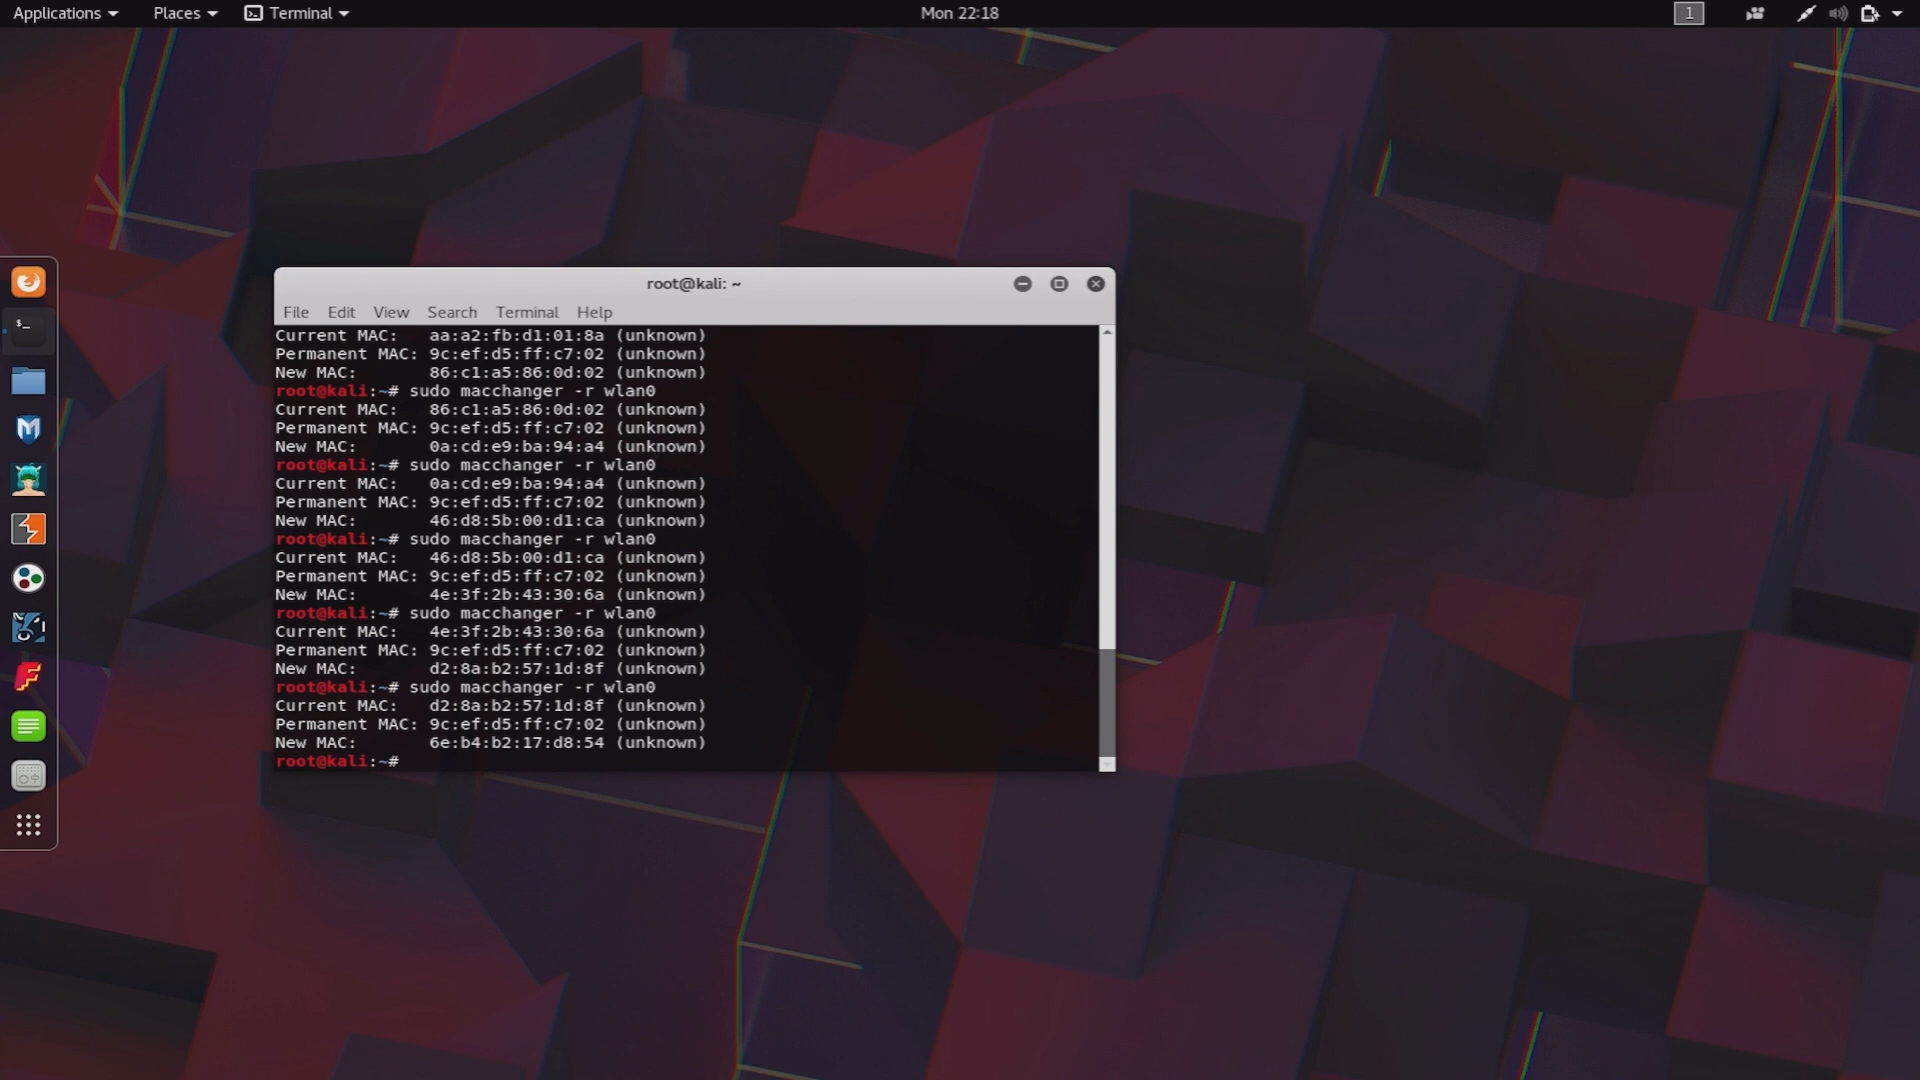 Applications Places Terminal Mon 22:18 1
root@kali: ~
File Edit View Search Terminal Help
Current MAC:   aa:a2:fb:d1:01:8a (unknown)
Permanent MAC: 9c:ef:d5:ff:c7:02 (unknown)
New MAC:       86:c1:a5:86:0d:02 (unknown)
root@kali:~# sudo macchanger -r wlan0
Current MAC:   86:c1:a5:86:0d:02 (unknown)
Permanent MAC: 9c:ef:d5:ff:c7:02 (unknown)
New MAC:       0a:cd:e9:ba:94:a4 (unknown)
root@kali:~# sudo macchanger -r wlan0
Current MAC:   0a:cd:e9:ba:94:a4 (unknown)
Permanent MAC: 9c:ef:d5:ff:c7:02 (unknown)
New MAC:       46:d8:5b:00:d1:ca (unknown)
root@kali:~# sudo macchanger -r wlan0
Current MAC:   46:d8:5b:00:d1:ca (unknown)
Permanent MAC: 9c:ef:d5:ff:c7:02 (unknown)
New MAC:       4e:3f:2b:43:30:6a (unknown)
root@kali:~# sudo macchanger -r wlan0
Current MAC:   4e:3f:2b:43:30:6a (unknown)
Permanent MAC: 9c:ef:d5:ff:c7:02 (unknown)
New MAC:       d2:8a:b2:57:1d:8f (unknown)
root@kali:~# sudo macchanger -r wlan0
Current MAC:   d2:8a:b2:57:1d:8f (unknown)
Permanent MAC: 9c:ef:d5:ff:c7:02 (unknown)
New MAC:       6e:b4:b2:17:d8:54 (unknown)
root@kali:~#